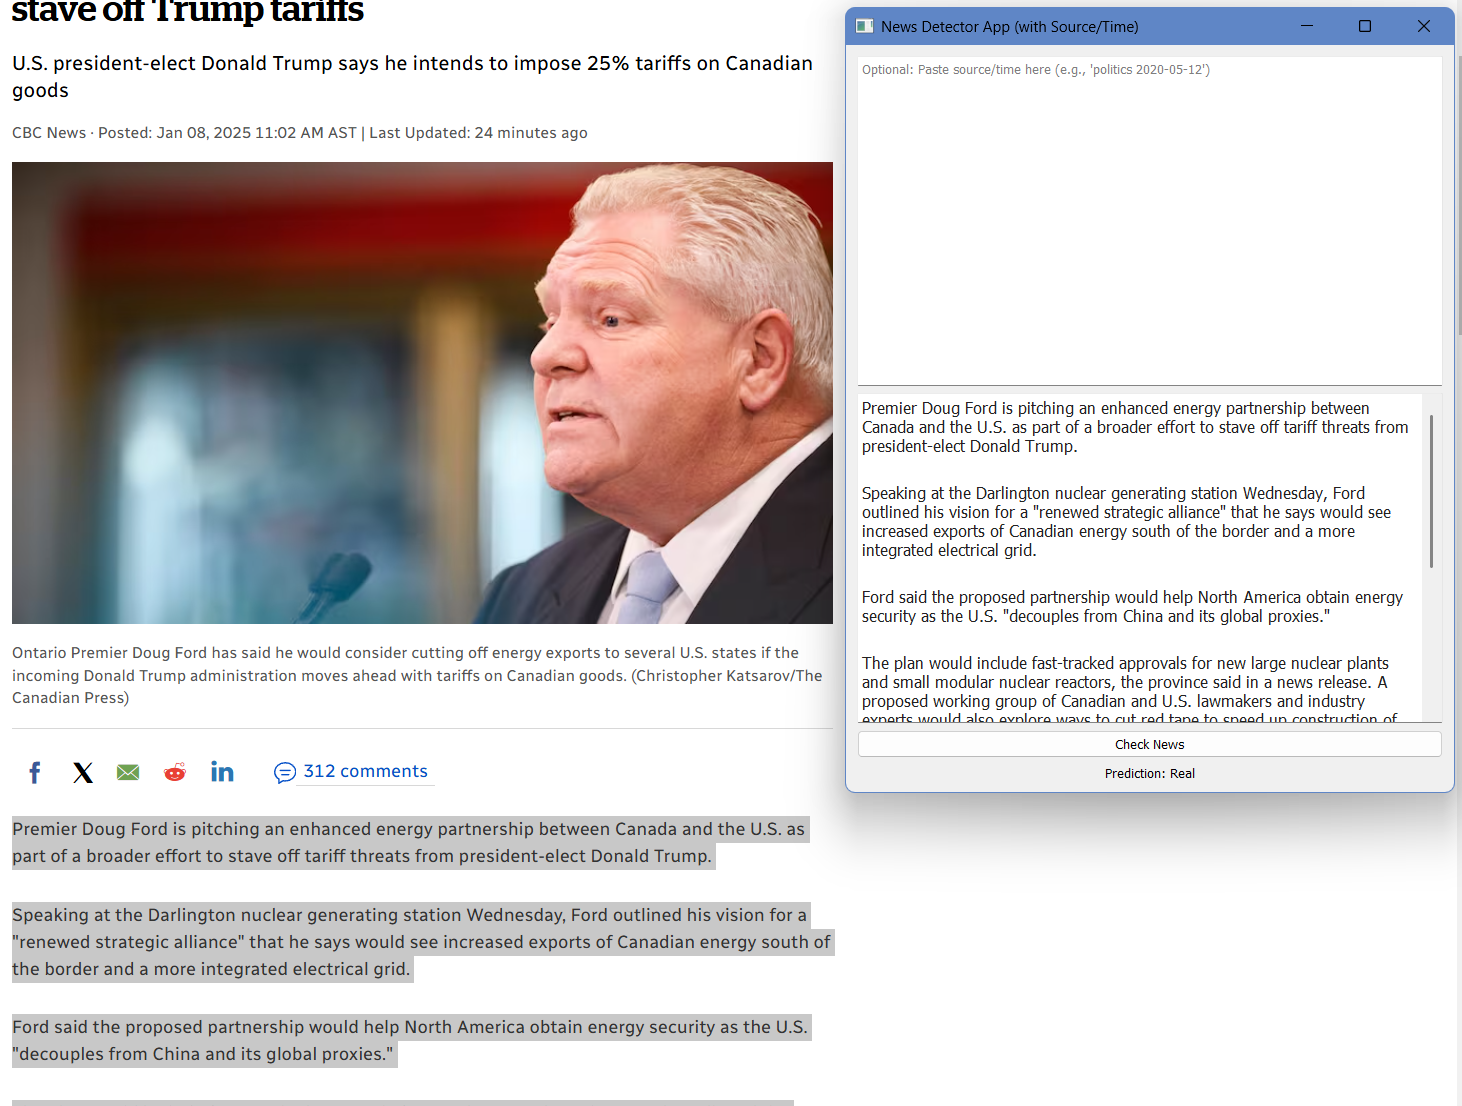 stave off Trump tariffs
U.S. president-elect Donald Trump says he intends to impose 25% tariffs on Canadian
goods
CBC News · Posted: Jan 08, 2025 11:02 AM AST | Last Updated: 24 minutes ago
Ontario Premier Doug Ford has said he would consider cutting off energy exports to several U.S. states if the
incoming Donald Trump administration moves ahead with tariffs on Canadian goods. (Christopher Katsarov/The
Canadian Press)
312 comments
Premier Doug Ford is pitching an enhanced energy partnership between Canada and the U.S. as
part of a broader effort to stave off tariff threats from president-elect Donald Trump.
Speaking at the Darlington nuclear generating station Wednesday, Ford outlined his vision for a
"renewed strategic alliance" that he says would see increased exports of Canadian energy south of
the border and a more integrated electrical grid.
Ford said the proposed partnership would help North America obtain energy security as the U.S.
"decouples from China and its global proxies."
News Detector App (with Source/Time)
Optional: Paste source/time here (e.g., 'politics 2020-05-12')
Premier Doug Ford is pitching an enhanced energy partnership between
Canada and the U.S. as part of a broader effort to stave off tariff threats from
president-elect Donald Trump.
Speaking at the Darlington nuclear generating station Wednesday, Ford
outlined his vision for a "renewed strategic alliance" that he says would see
increased exports of Canadian energy south of the border and a more
integrated electrical grid.
Ford said the proposed partnership would help North America obtain energy
security as the U.S. "decouples from China and its global proxies."
The plan would include fast-tracked approvals for new large nuclear plants
and small modular nuclear reactors, the province said in a news release. A
proposed working group of Canadian and U.S. lawmakers and industry
experts would also explore ways to cut red tape to speed up construction of
Check News
Prediction: Real